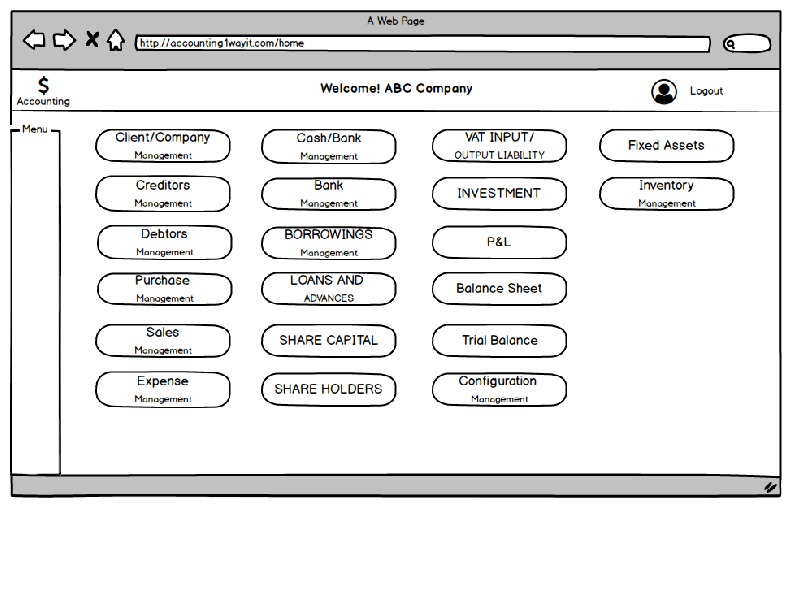 A Web Page
http://accounting1wayit.com/home
$
Accounting
Welcome! ABC Company
Logout
Menu
Client/Company
Management
Cash/Bank
Management
VAT INPUT/
OUTPUT LIABILITY
Fixed Assets
Creditors
Management
Bank
Management
INVESTMENT
Inventory
Management
Debtors
Management
BORROWINGS
Management
P&L
Purchase
Management
LOANS AND
ADVANCES
Balance Sheet
Sales
Management
SHARE CAPITAL
Trial Balance
Expense
Management
SHARE HOLDERS
Configuration
Management